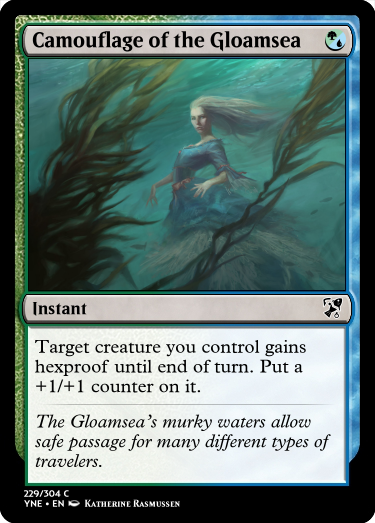 Camouflage of the Gloamsea
Instant
Target creature you control gains
hexproof until end of turn. Put a
+1/+1 counter on it.
The Gloamsea's murky waters allow
safe passage for many different types of
travelers.
229/304 C
YNE • EN Katherine Rasmussen